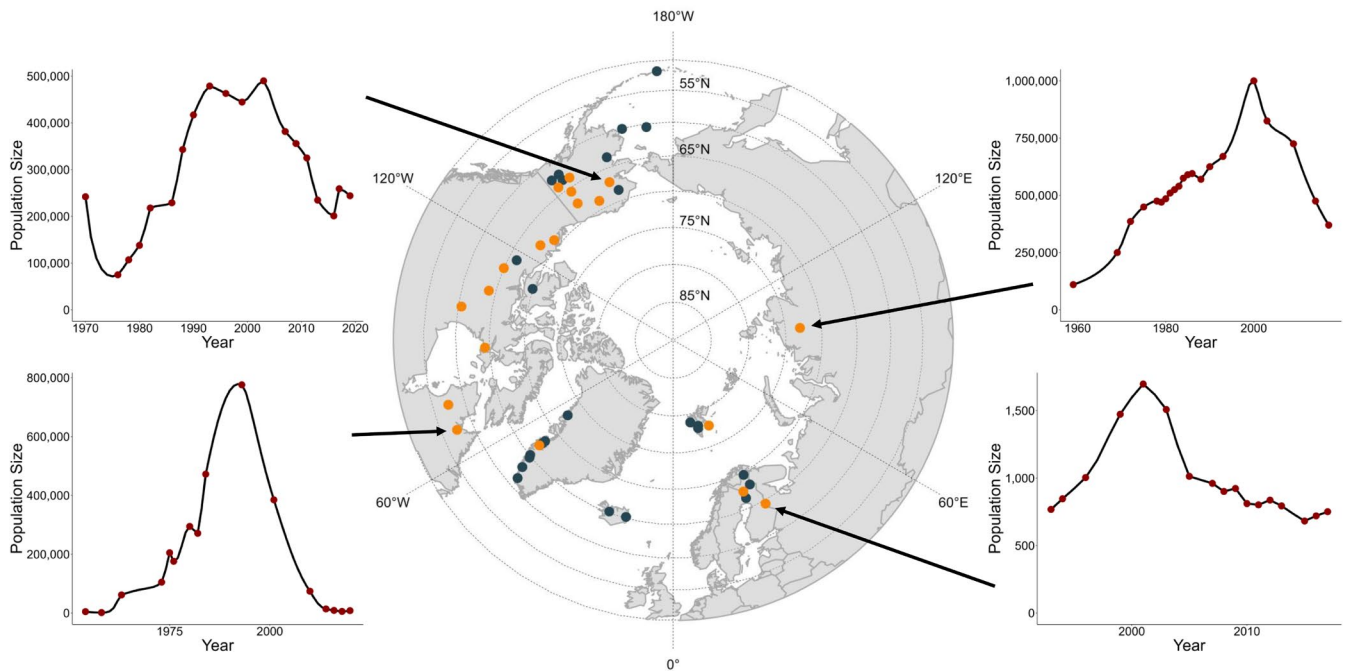 180°W
500,000
400,000
300,000
200,000
100,000
0
Population Size
1970
1980
1990
2000
2010
2020
Year
55°N
65°N
75°N
85°N
120°W
120°E
60°W
60°E
0°
1,000,000
750,000
500,000
250,000
0
Population Size
1960
1980
2000
Year
800,000
600,000
400,000
200,000
0
Population Size
1975
2000
Year
1,500
1,000
500
0
Population Size
2000
2010
Year